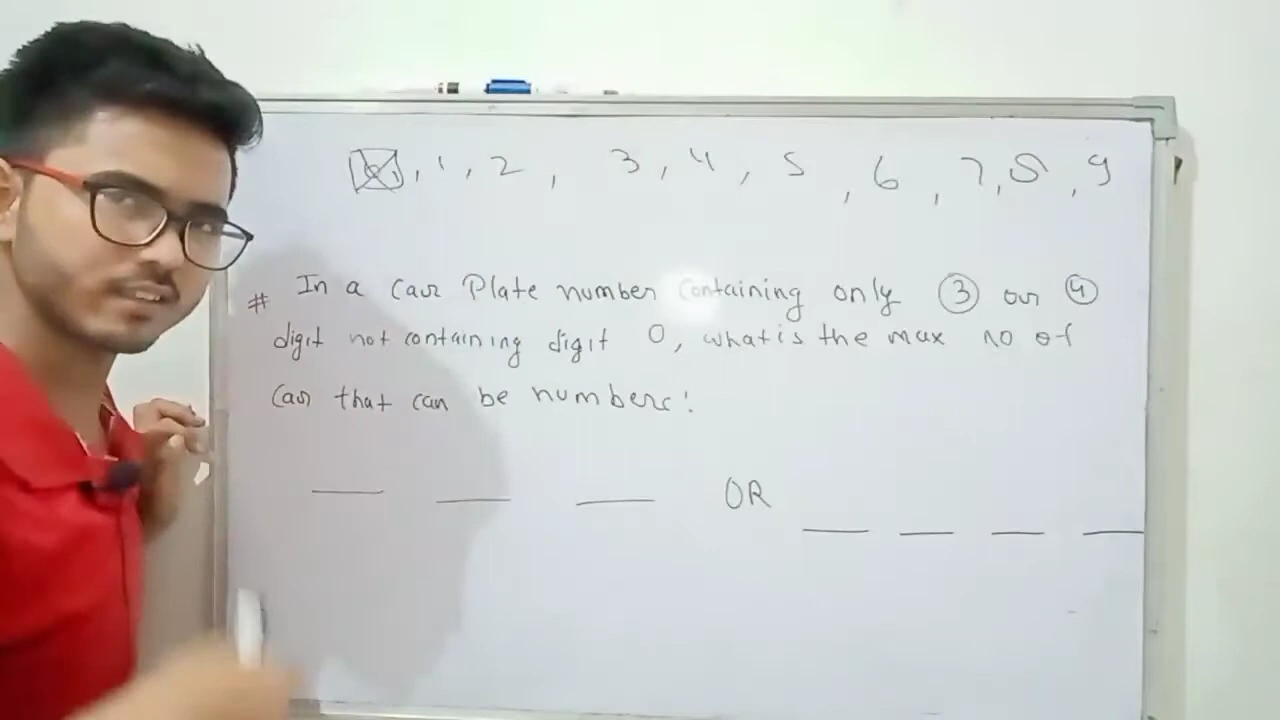 0, 1, 2, 3, 4, 5, 6, 7, 8, 9
# In a car Plate number containing only 3 or 4
digit not containing digit 0, what is the max no of
car that can be numbers!
OR